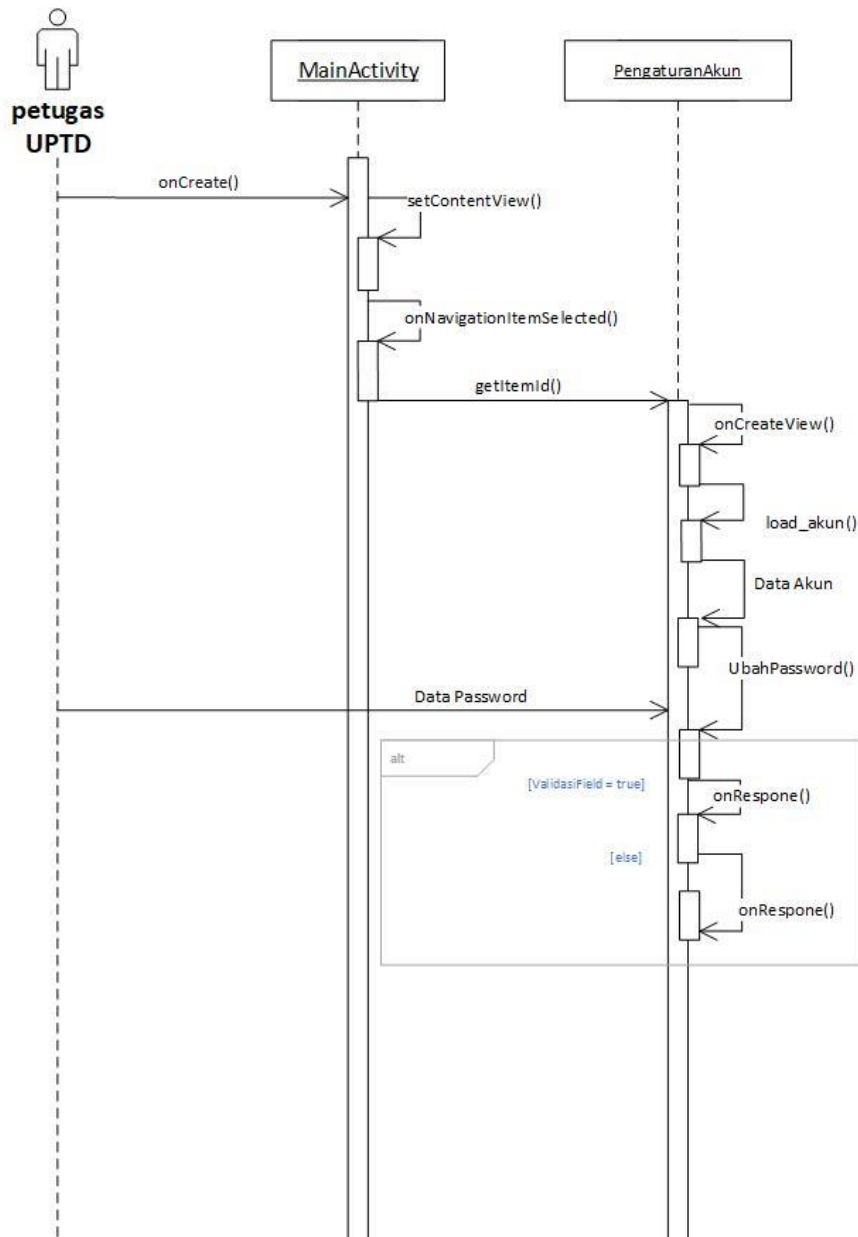 petugas
UPTD
MainActivity
PengaturanAkun
onCreate()
setContentView()
onNavigationItemSelected()
getItemId()
onCreateView()
load_akun()
Data Akun
UbahPassword()
Data Password
alt
[ValidasiField = true]
onRespone()
[else]
onRespone()